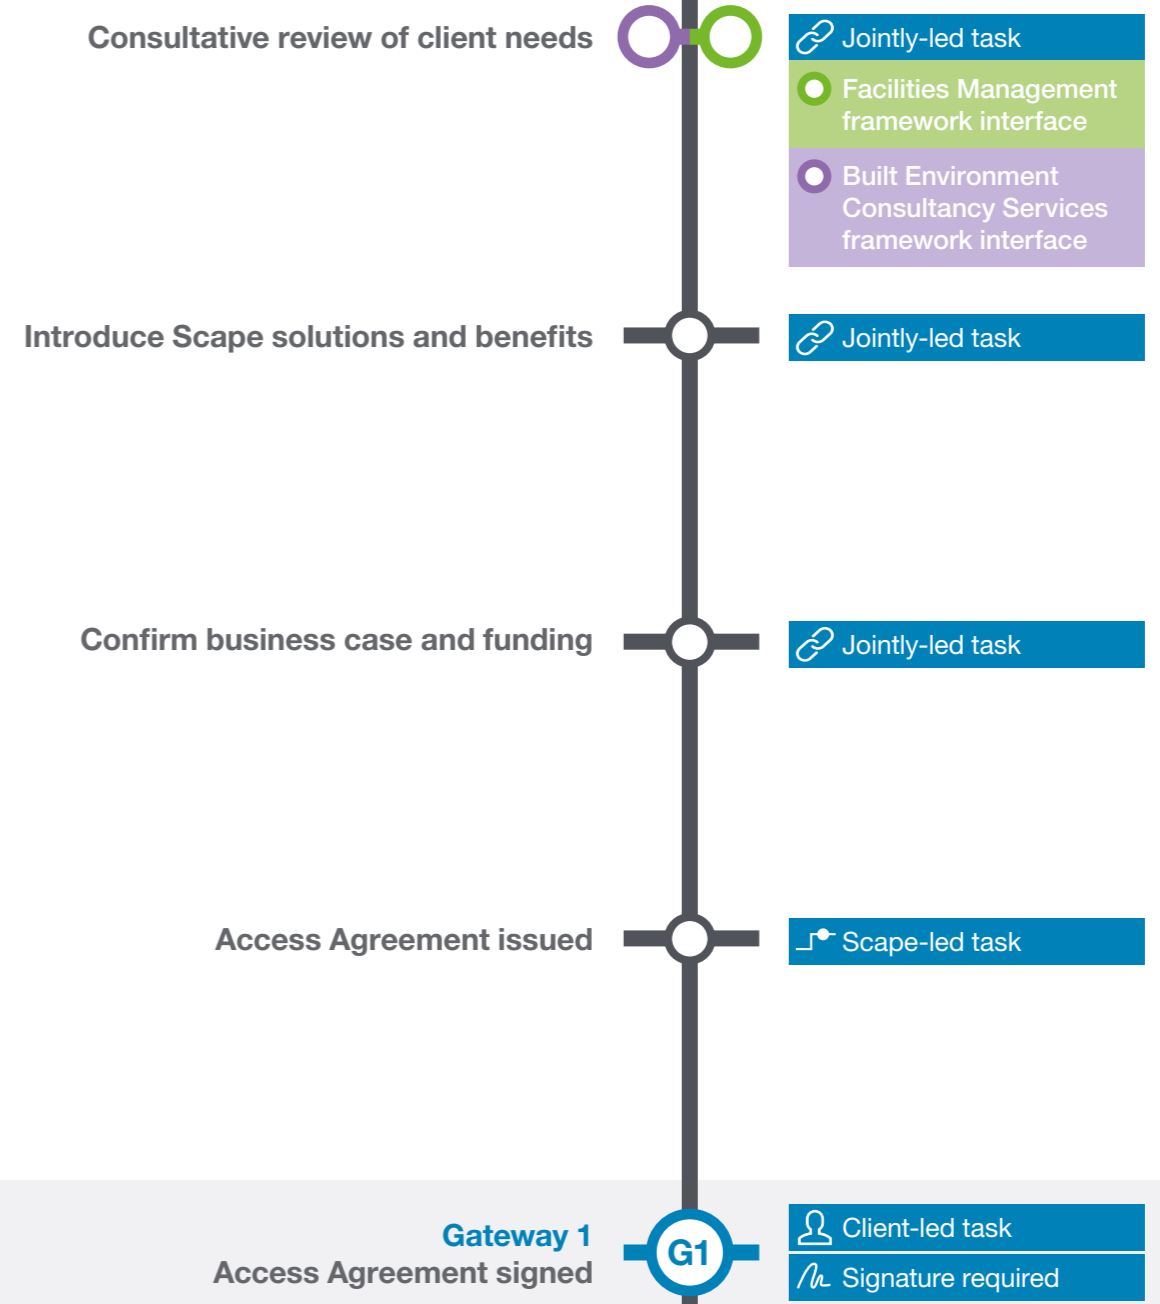 Consultative review of client needs
Jointly-led task
Facilities Management
framework interface
Built Environment
Consultancy Services
framework interface
Introduce Scape solutions and benefits
Jointly-led task
Confirm business case and funding
Jointly-led task
Access Agreement issued
Scape-led task
Gateway 1
Access Agreement signed
G1
Client-led task
Signature required